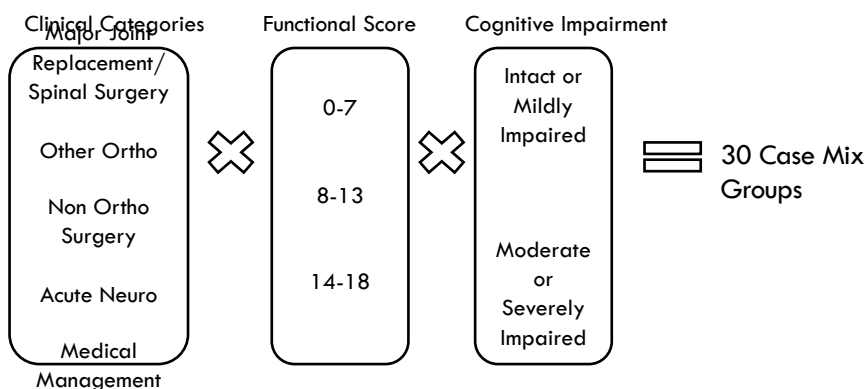 Clinical Categories
Major Joint
Replacement/
Spinal Surgery
Other Ortho
Non Ortho
Surgery
Acute Neuro
Medical
Management
Functional Score
0-7
8-13
14-18
Cognitive Impairment
Intact or
Mildly
Impaired
Moderate
or
Severely
Impaired
30 Case Mix
Groups